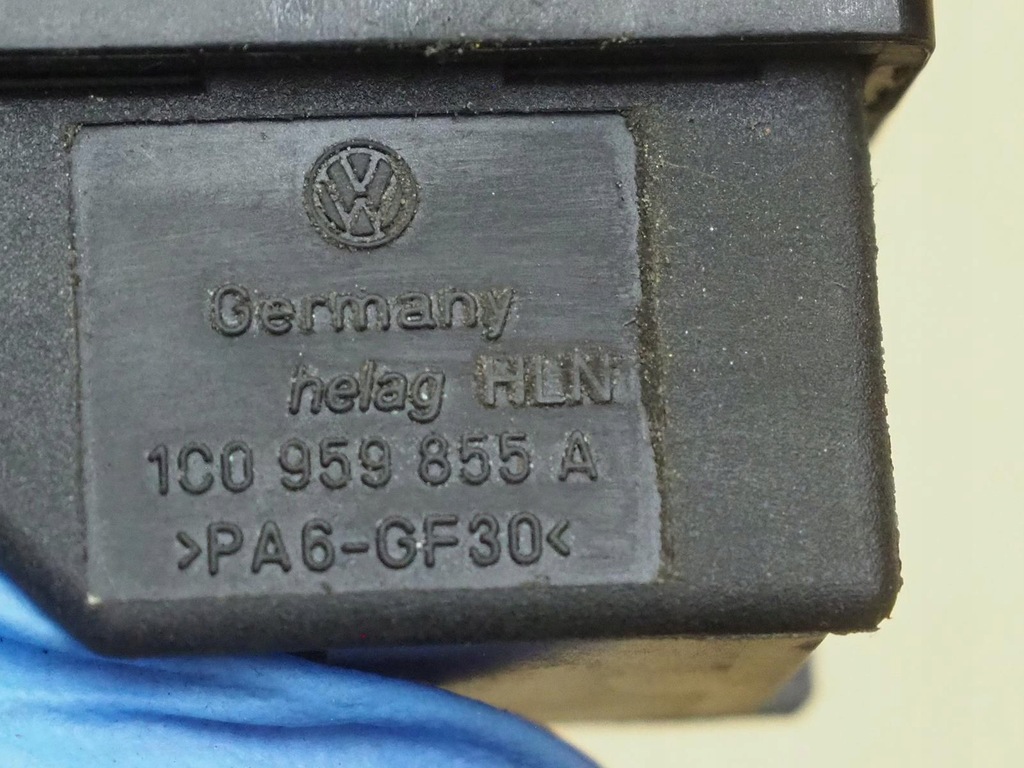 Germany
helag HLN
1C0 959 855 A
>PA6-GF30<